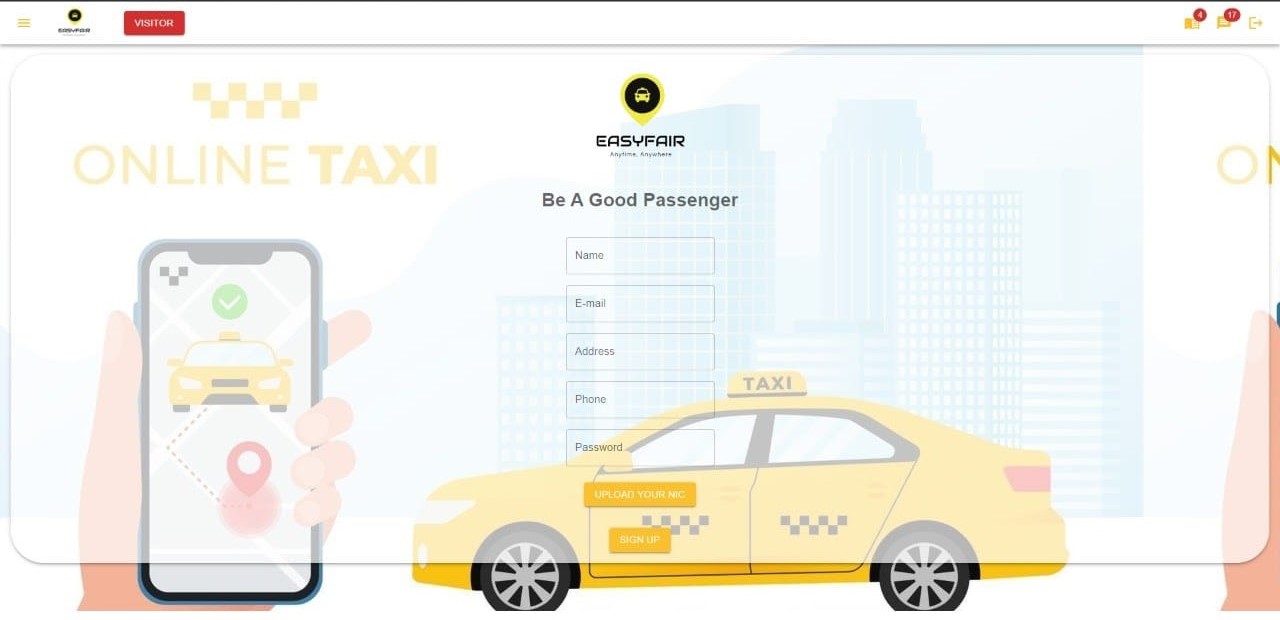 EASYFAIR
VISITOR
4
17
ONLINE TAXI
EASYFAIR
Anytime, Anywhere
ON
Be A Good Passenger
Name
E-mail
Address
Phone
TAXI
Password
UPLOAD YOUR NIC
SIGN UP